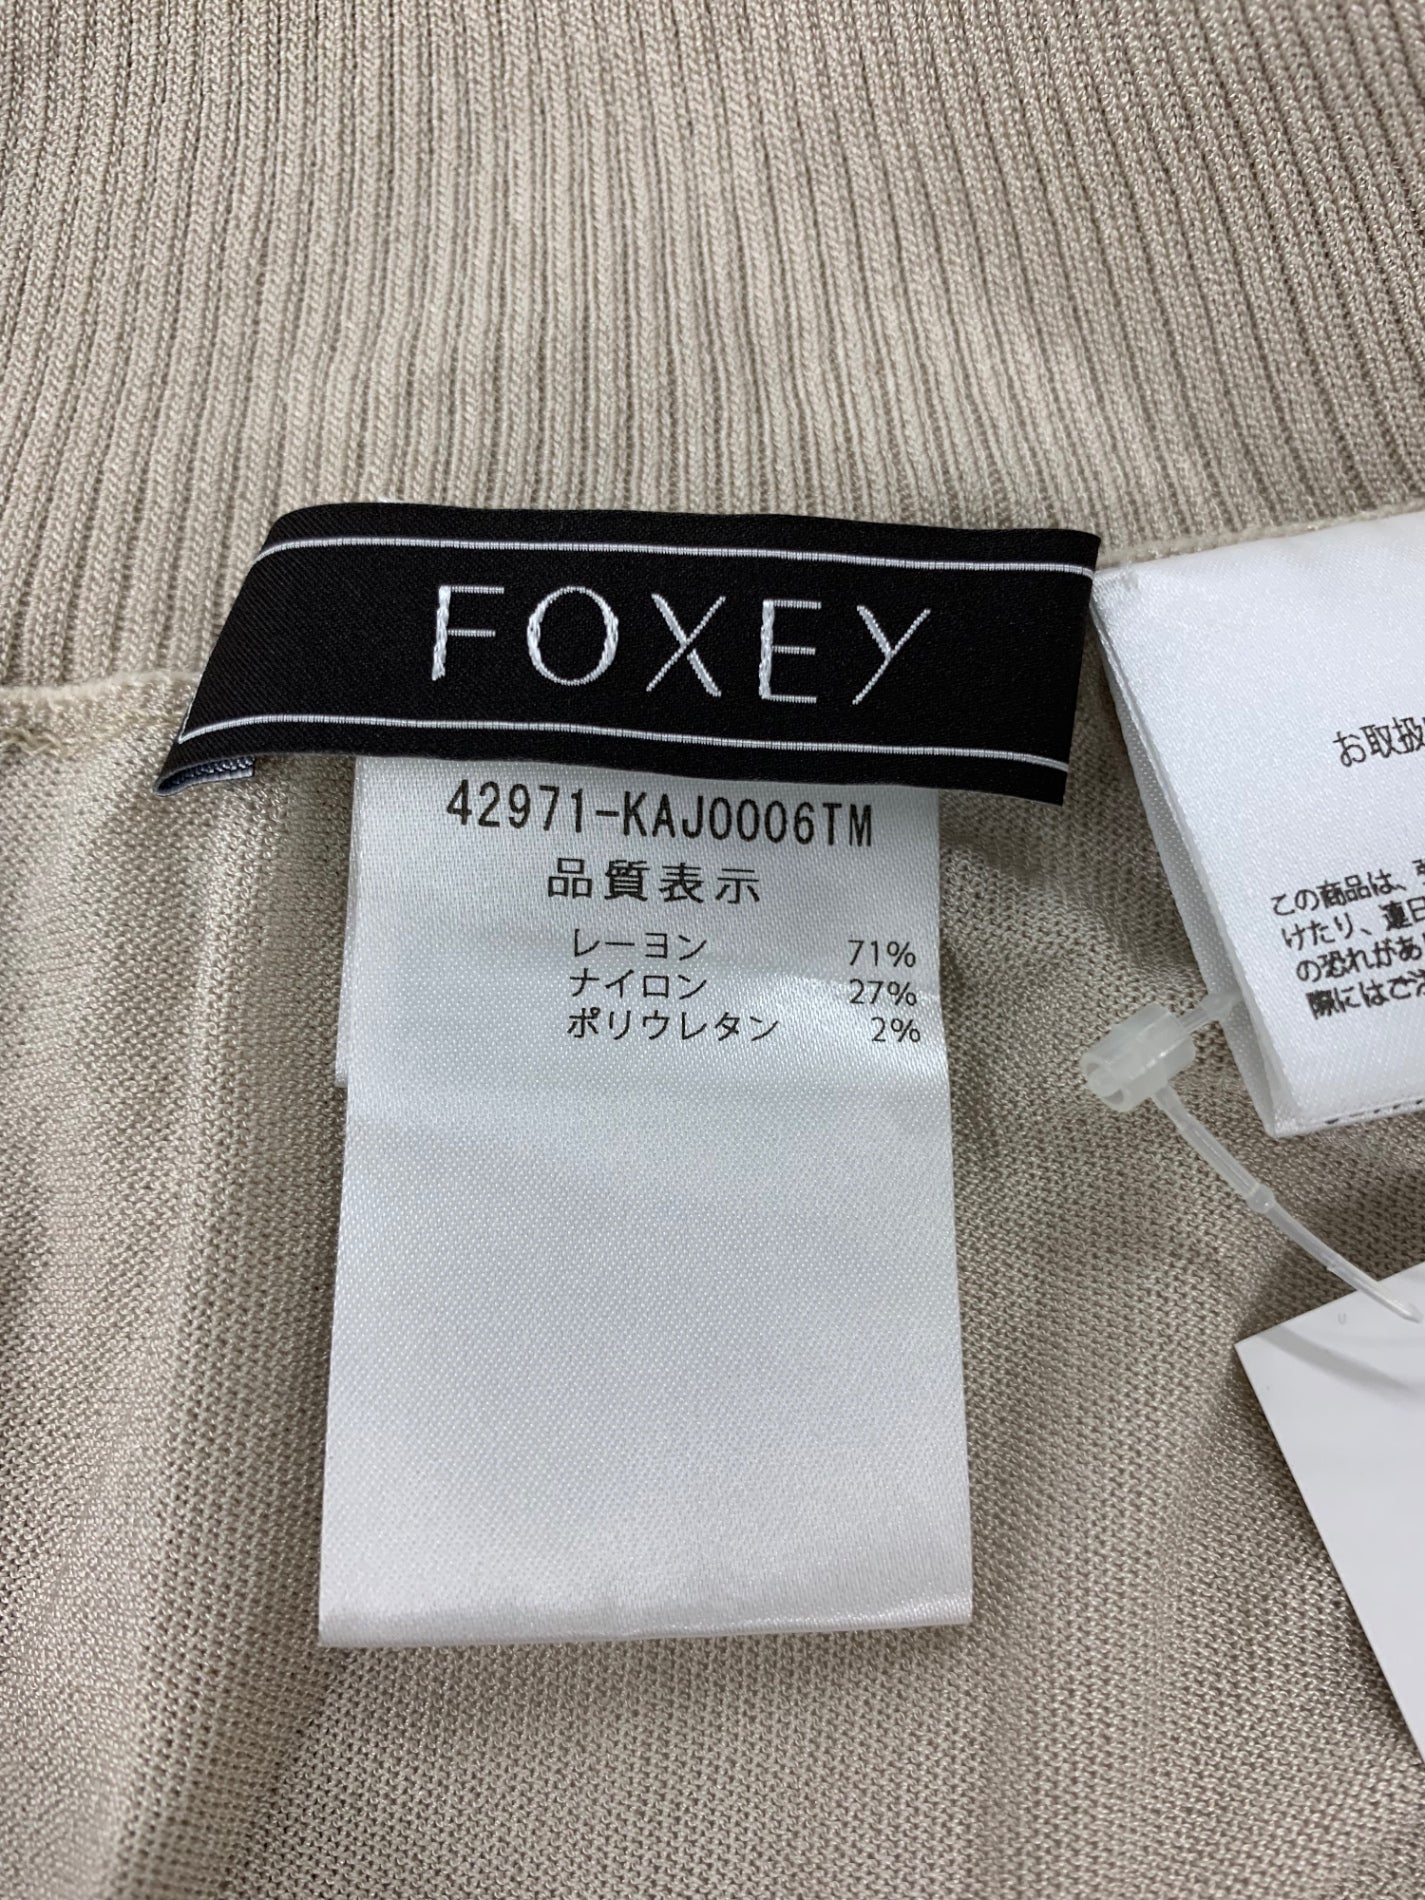 FOXEY
42971-KAJ0006TM
品質表示
レーヨン 71%
ナイロン 27%
ポリウレタン 2%
お取扱
この商品は、
けたり、連日
の恐れがあ
際にはご注